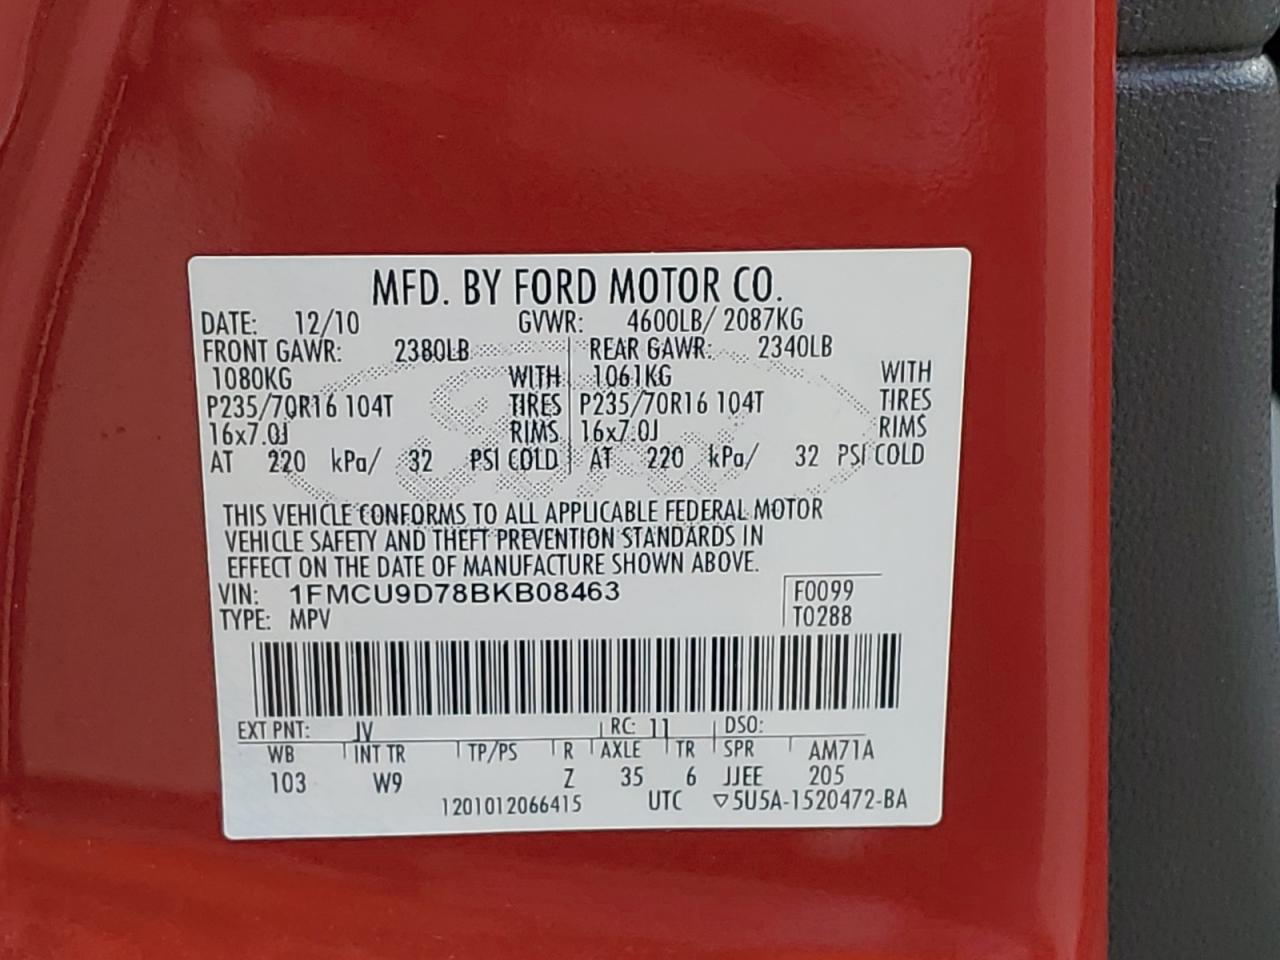 MFD. BY FORD MOTOR CO.
DATE: 12/10 GVWR: 4600LB/ 2087KG
FRONT GAWR: 2380LB REAR GAWR: 2340LB
1080KG WITH 1061KG WITH
P235/70R16 104T TIRES P235/70R16 104T TIRES
16x7.0J RIMS 16x7.0J RIMS
AT 220 kPa/ 32 PSI COLD AT 220 kPa/ 32 PSI COLD
THIS VEHICLE CONFORMS TO ALL APPLICABLE FEDERAL MOTOR
VEHICLE SAFETY AND THEFT PREVENTION STANDARDS IN
EFFECT ON THE DATE OF MANUFACTURE SHOWN ABOVE.
VIN: 1FMCU9D78BKB08463 F0099
TYPE: MPV T0288
EXT PNT: JV RC: 11 DSO:
WB INT TR TP/PS R AXLE TR SPR AM71A
103 W9 Z 35 6 JJEE 205
1201012066415 UTC ▽5U5A-1520472-BA